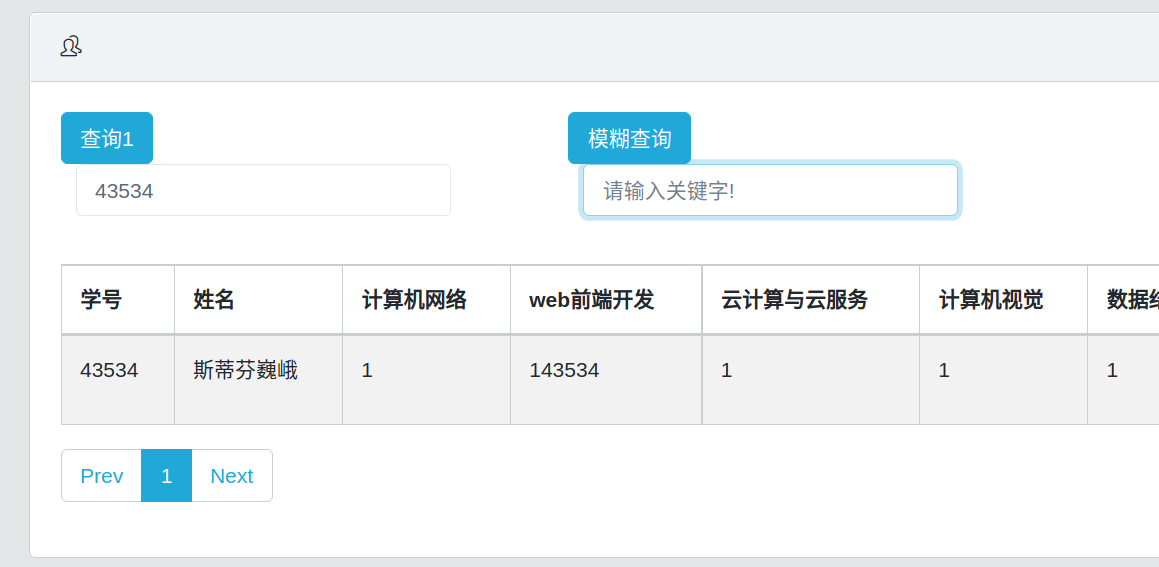 查询1 模糊查询
43534 请输入关键字!
学号 姓名 计算机网络 web前端开发 云计算与云服务 计算机视觉 数据
43534 斯蒂芬巍峨 1 143534 1 1 1
Prev 1 Next